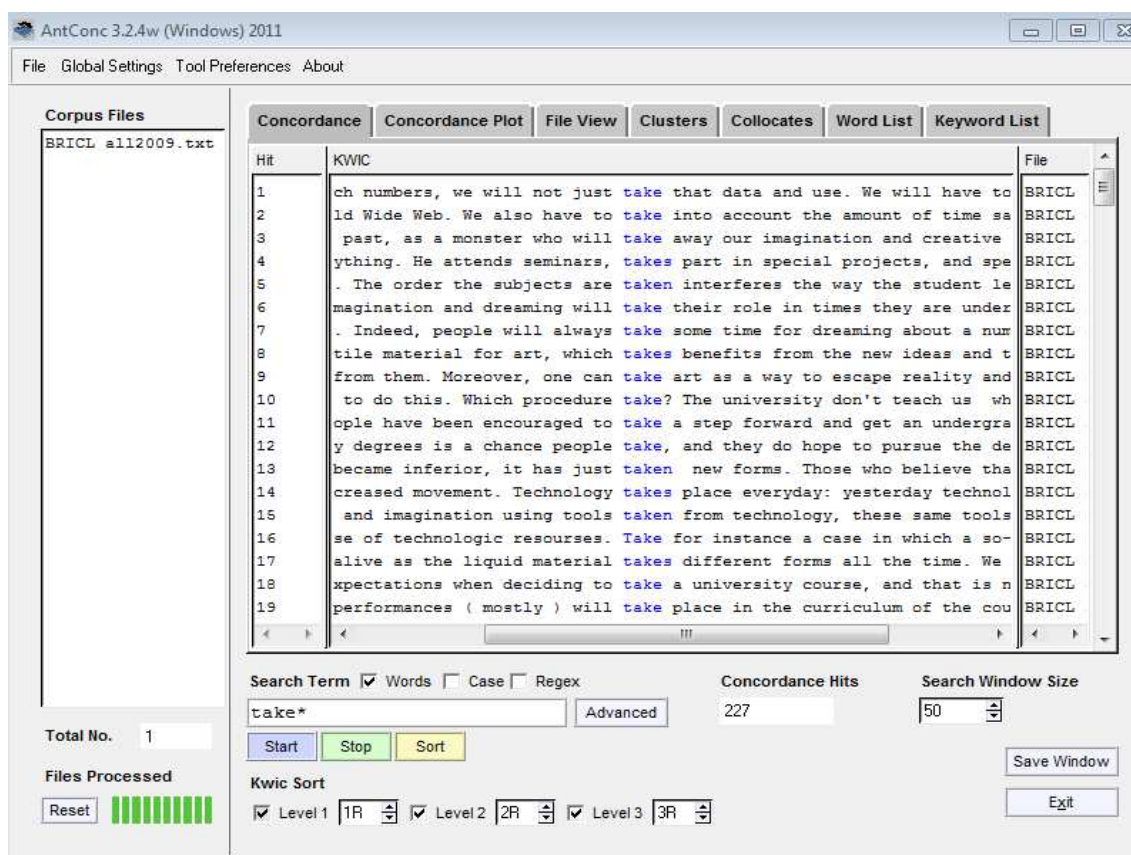 AntConc 3.2.4w (Windows) 2011
File Global Settings Tool Preferences About
Corpus Files
BRICL all2009.txt
Concordance Concordance Plot File View Clusters Collocates Word List Keyword List
Hit KWIC File
1 ch numbers, we will not just take that data and use. We will have to BRICL
2 ld Wide Web. We also have to take into account the amount of time sa BRICL
3 past, as a monster who will take away our imagination and creative BRICL
4 ything. He attends seminars, takes part in special projects, and spe BRICL
5 . The order the subjects are taken interferes the way the student le BRICL
6 magination and dreaming will take their role in times they are under BRICL
7 . Indeed, people will always take some time for dreaming about a num BRICL
8 tile material for art, which takes benefits from the new ideas and t BRICL
9 from them. Moreover, one can take art as a way to escape reality and BRICL
10 to do this. Which procedure take? The university don't teach us wh BRICL
11 ople have been encouraged to take a step forward and get an undergra BRICL
12 y degrees is a chance people take, and they do hope to pursue the de BRICL
13 became inferior, it has just taken new forms. Those who believe tha BRICL
14 creased movement. Technology takes place everyday: yesterday technol BRICL
15 and imagination using tools taken from technology, these same tools BRICL
16 se of technologic resourses. Take for instance a case in which a so- BRICL
17 alive as the liquid material takes different forms all the time. We BRICL
18 xpectations when deciding to take a university course, and that is n BRICL
19 performances ( mostly ) will take place in the curriculum of the cou BRICL
Search Term Words Case Regex Concordance Hits Search Window Size
take* Advanced 227 50
Total No. 1
Start Stop Sort
Save Window
Files Processed
Kwic Sort
Reset
Level 1 1R Level 2 2R Level 3 3R
Exit